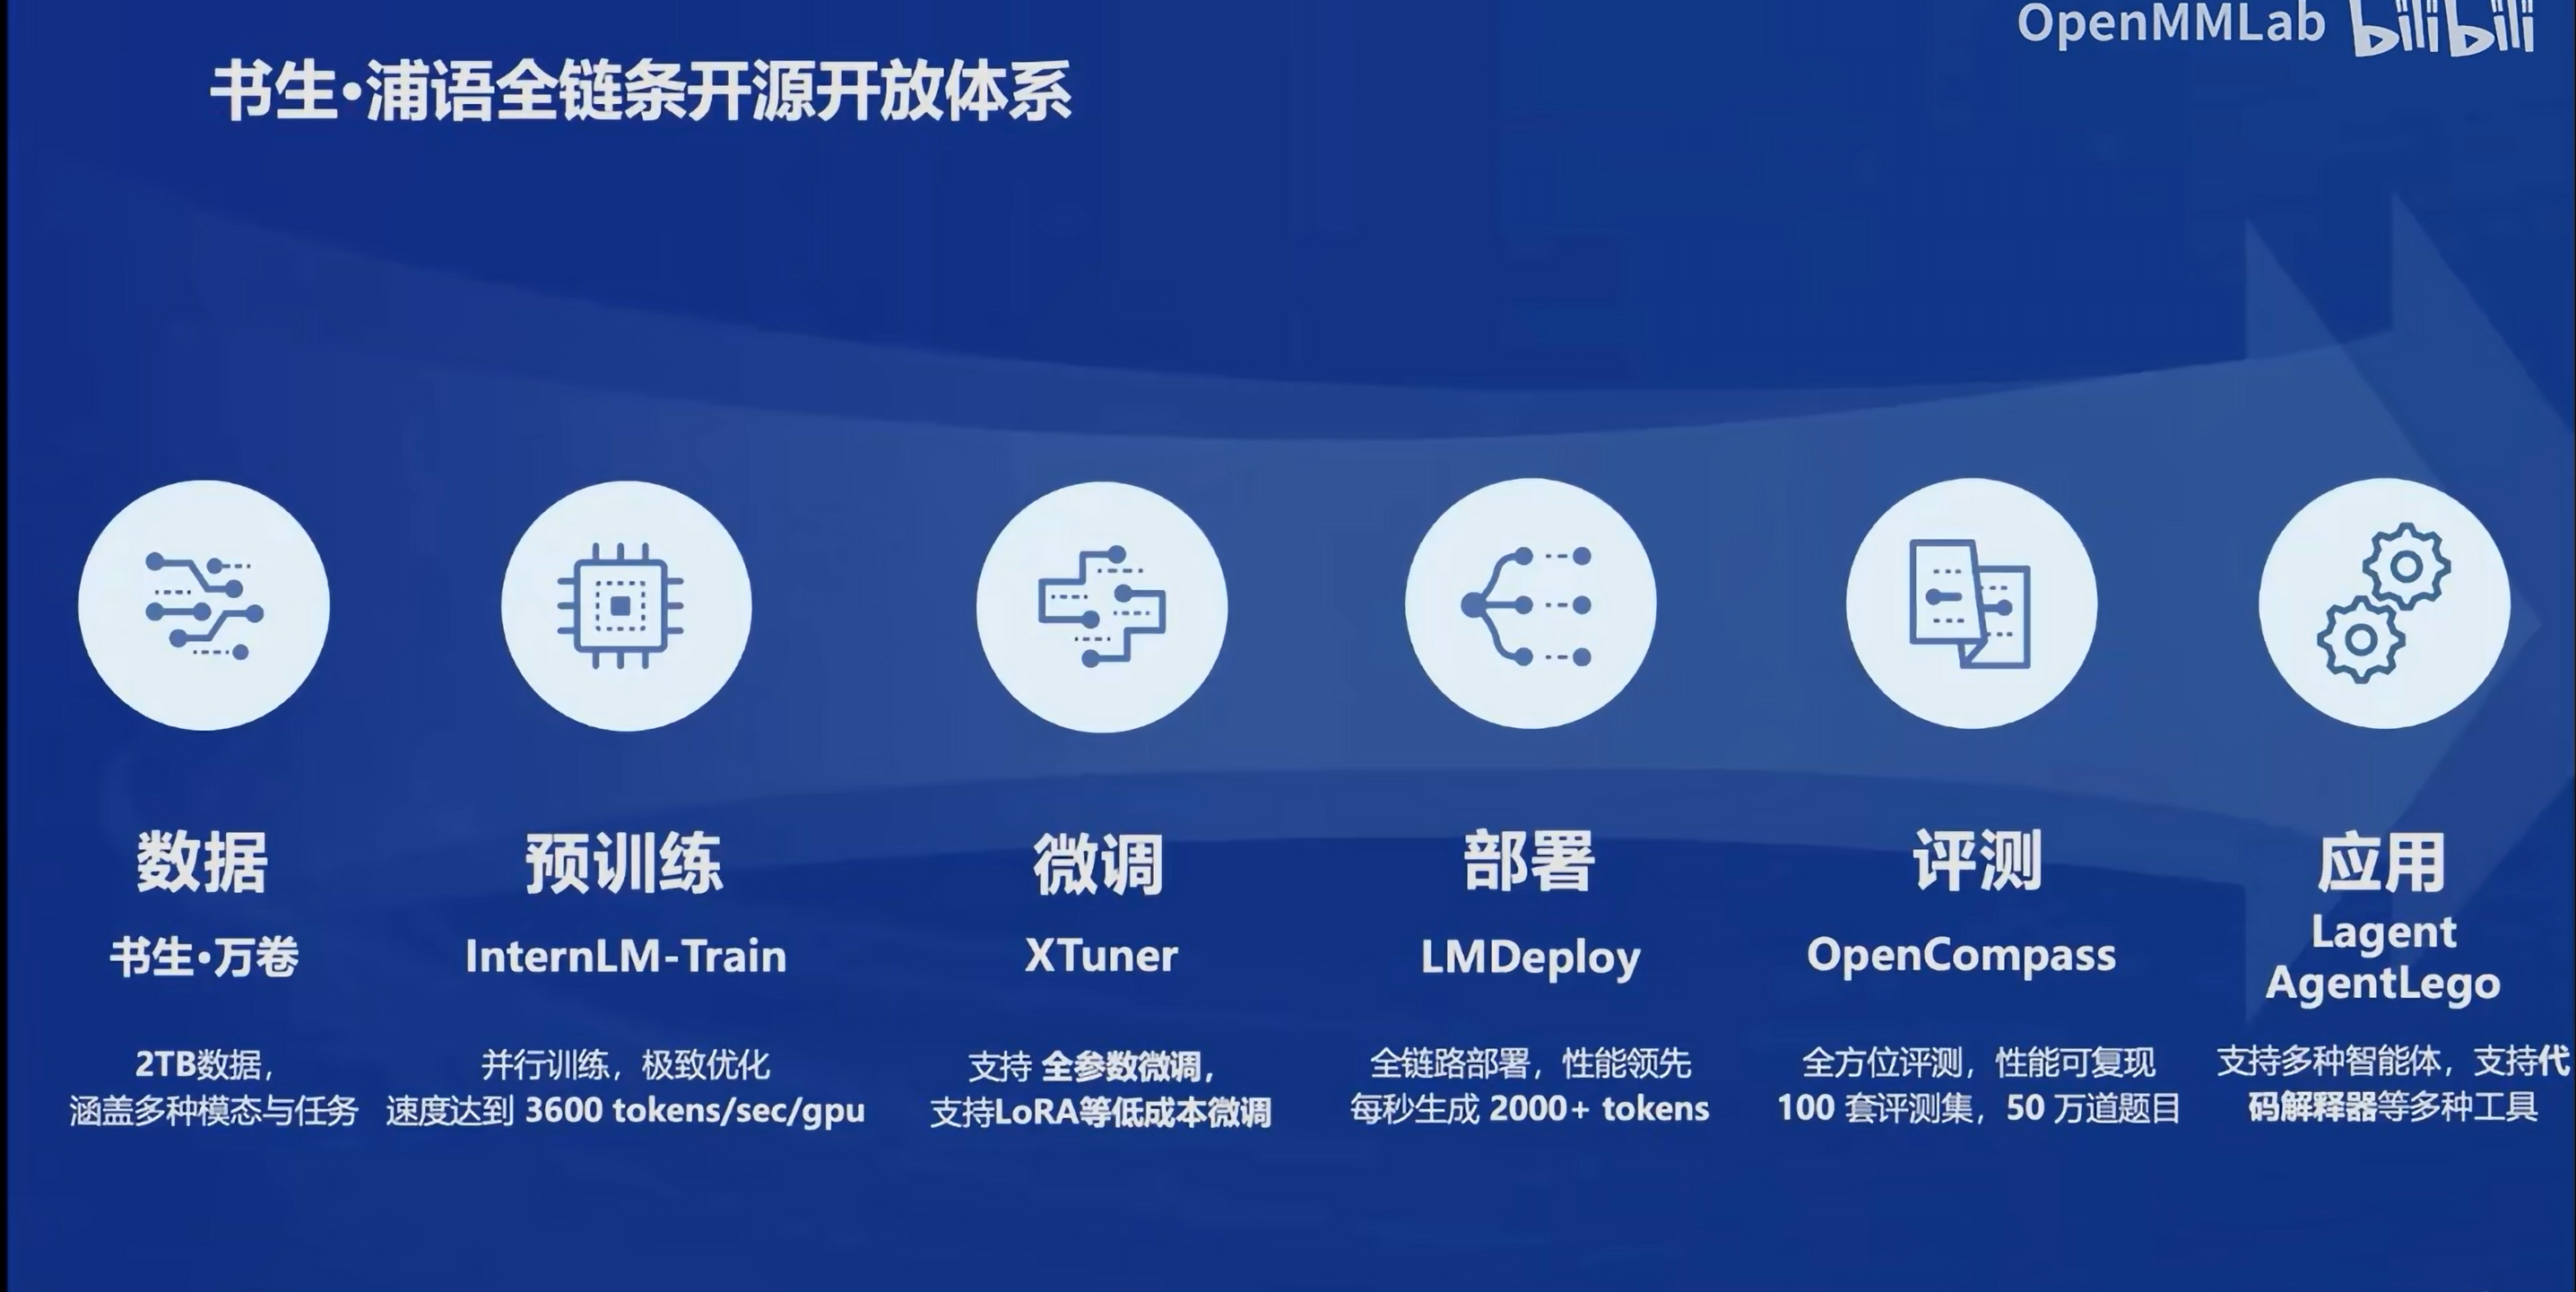 OpenMMLab bilibili
书生·浦语全链条开源开放体系
数据
书生·万卷
2TB数据，
涵盖多种模态与任务
预训练
InternLM-Train
并行训练，极致优化
速度达到 3600 tokens/sec/gpu
微调
XTuner
支持 全参数微调，
支持LoRA等低成本微调
部署
LMDeploy
全链路部署，性能领先
每秒生成 2000+ tokens
评测
OpenCompass
全方位评测，性能可复现
100 套评测集，50 万道题目
应用
Lagent
AgentLego
支持多种智能体，支持代
码解释器等多种工具